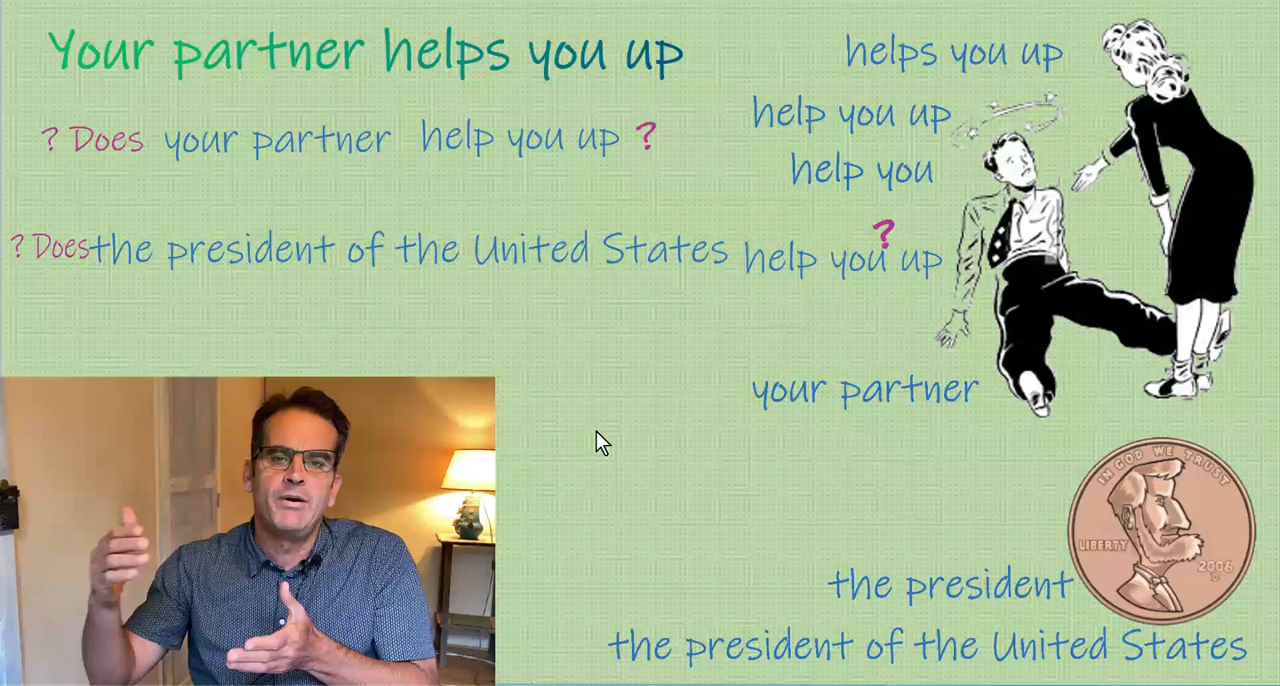 Your partner helps you up
? Does your partner help you up ?
? Does the president of the United States help you up ?
helps you up
help you up
help you
your partner
IN GOD WE TRUST
LIBERTY
2006
D
the president
the president of the United States